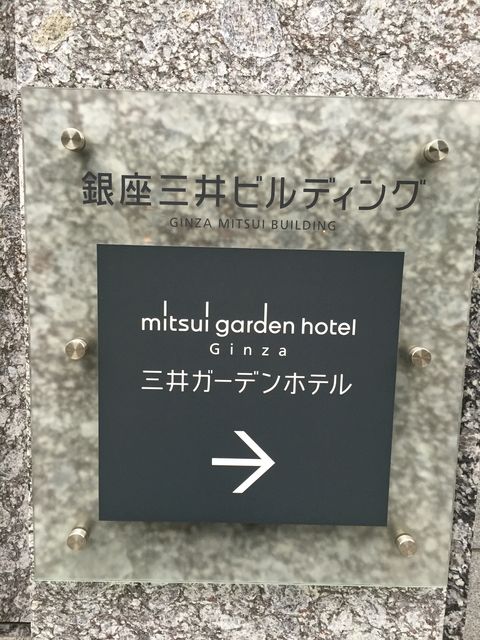 銀座三井ビルディング
GINZA MITSUI BUILDING
mitsui garden hotel
Ginza
三井ガーデンホテル
→